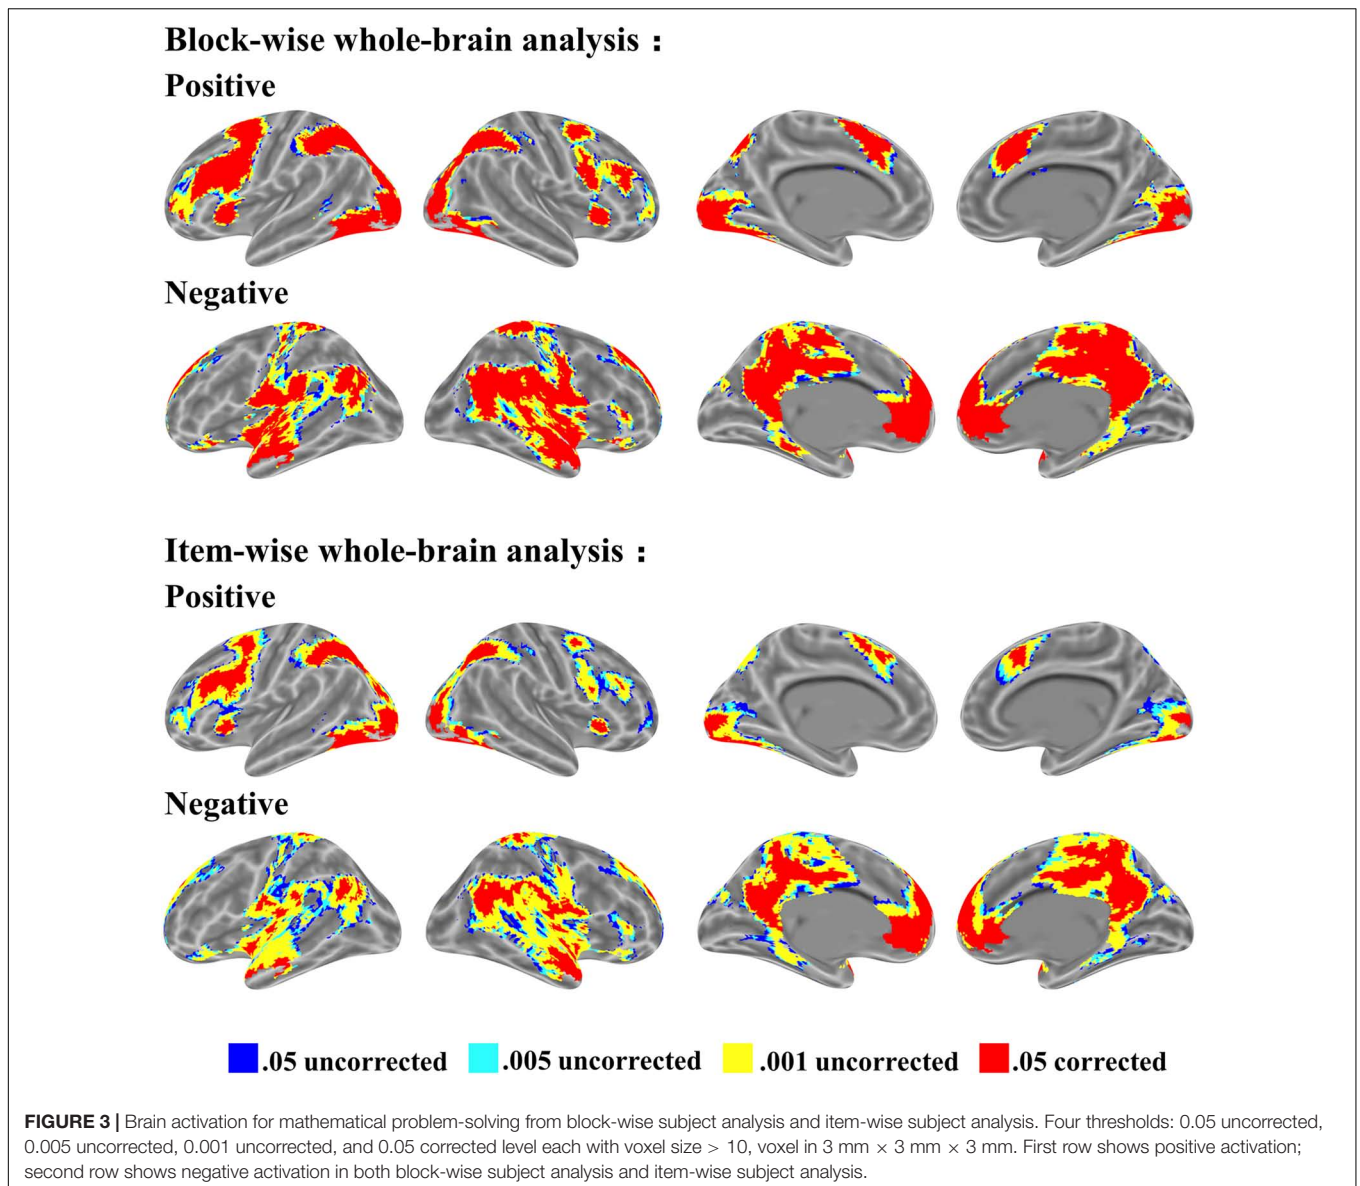 Block-wise whole-brain analysis :
Positive
Negative
Item-wise whole-brain analysis :
Positive
Negative
.05 uncorrected .005 uncorrected .001 uncorrected .05 corrected
FIGURE 3 | Brain activation for mathematical problem-solving from block-wise subject analysis and item-wise subject analysis. Four thresholds: 0.05 uncorrected,
0.005 uncorrected, 0.001 uncorrected, and 0.05 corrected level each with voxel size > 10, voxel in 3 mm × 3 mm × 3 mm. First row shows positive activation;
second row shows negative activation in both block-wise subject analysis and item-wise subject analysis.